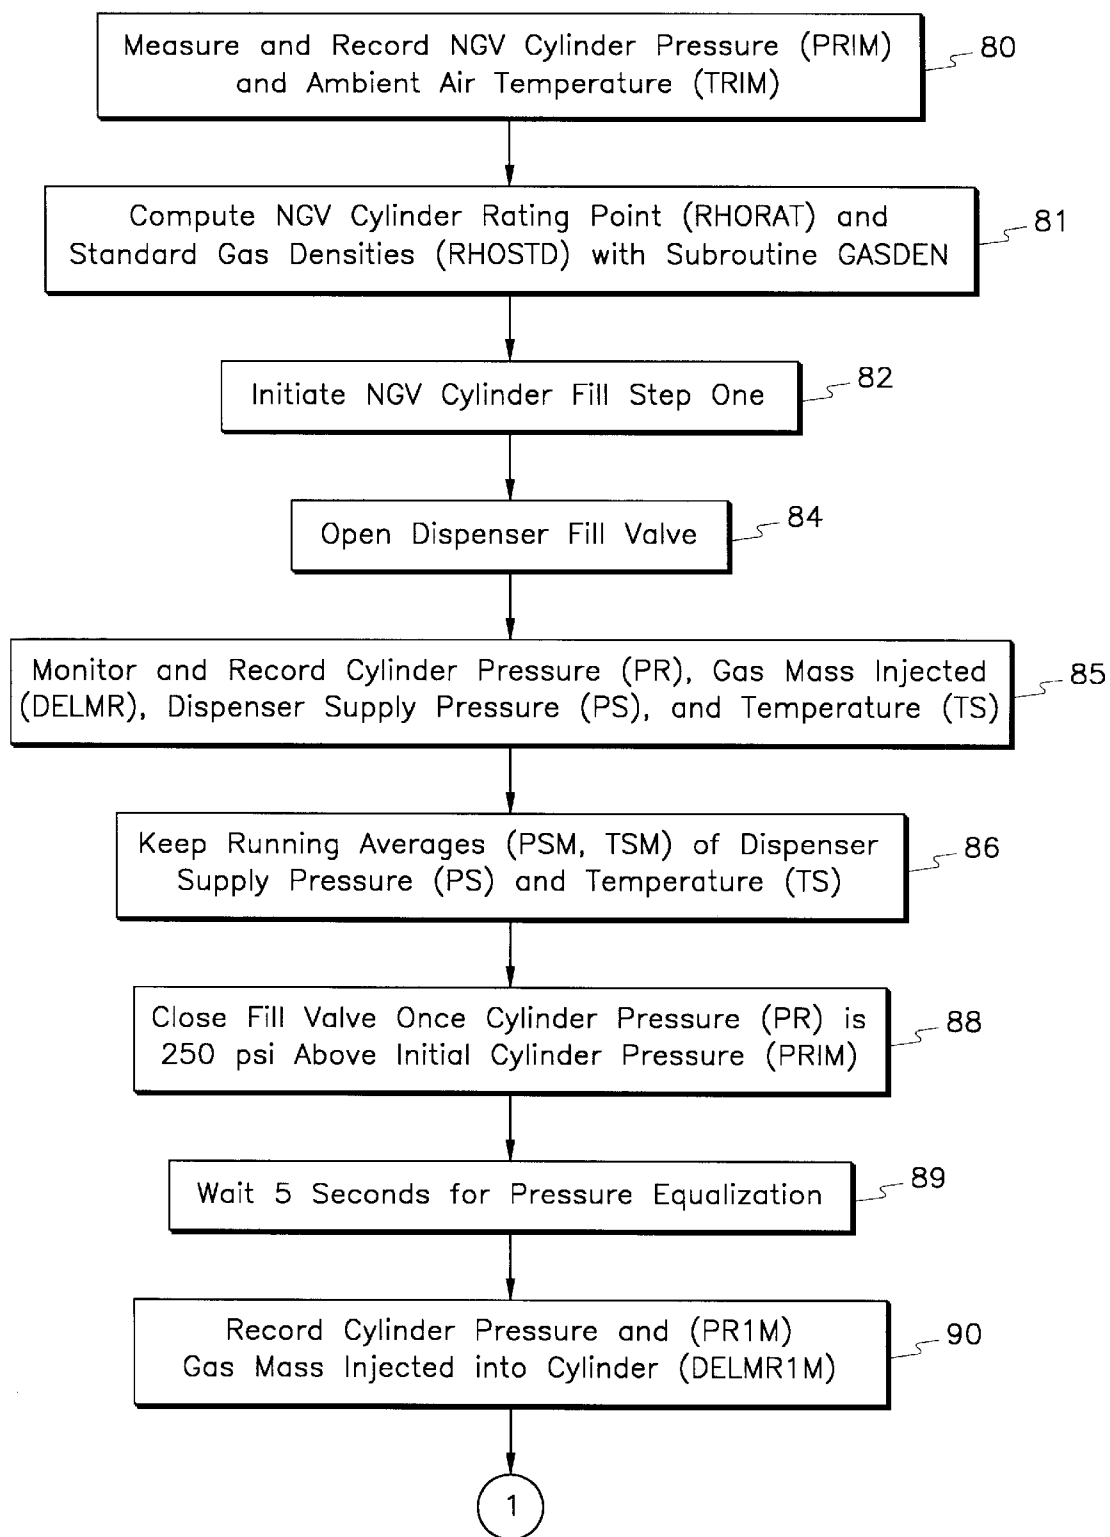 Measure and Record NGV Cylinder Pressure (PRIM)
and Ambient Air Temperature (TRIM)
80
Compute NGV Cylinder Rating Point (RHORAT) and
Standard Gas Densities (RHOSTD) with Subroutine GASDEN
81
Initiate NGV Cylinder Fill Step One
82
Open Dispenser Fill Valve
84
Monitor and Record Cylinder Pressure (PR), Gas Mass Injected
(DELMR), Dispenser Supply Pressure (PS), and Temperature (TS)
85
Keep Running Averages (PSM, TSM) of Dispenser
Supply Pressure (PS) and Temperature (TS)
86
Close Fill Valve Once Cylinder Pressure (PR) is
250 psi Above Initial Cylinder Pressure (PRIM)
88
Wait 5 Seconds for Pressure Equalization
89
Record Cylinder Pressure and (PR1M)
Gas Mass Injected into Cylinder (DELMR1M)
90
1